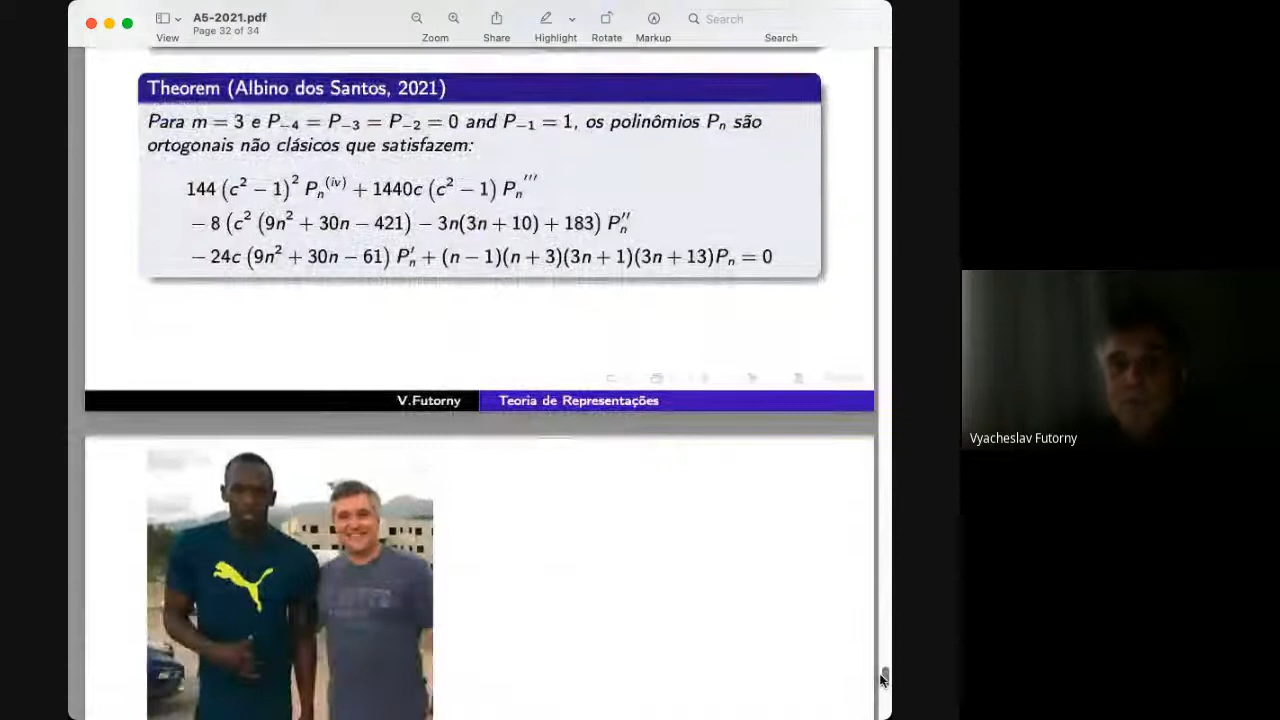 A5-2021.pdf
Page 32 of 34
View
Zoom
Share
Highlight
Rotate
Markup
Search
Search
Theorem (Albino dos Santos, 2021)
Para m = 3 e P₋₄ = P₋₃ = P₋₂ = 0 and P₋₁ = 1, os polinômios Pₙ são
ortogonais não clásicos que satisfazem:
144 (c² − 1)² Pₙ^(iv) + 1440c (c² − 1) Pₙ′′′
− 8 (c² (9n² + 30n − 421) − 3n(3n + 10) + 183) Pₙ′′
− 24c (9n² + 30n − 61) Pₙ′ + (n − 1)(n + 3)(3n + 1)(3n + 13)Pₙ = 0
V.Futorny
Teoria de Representações
Vyacheslav Futorny